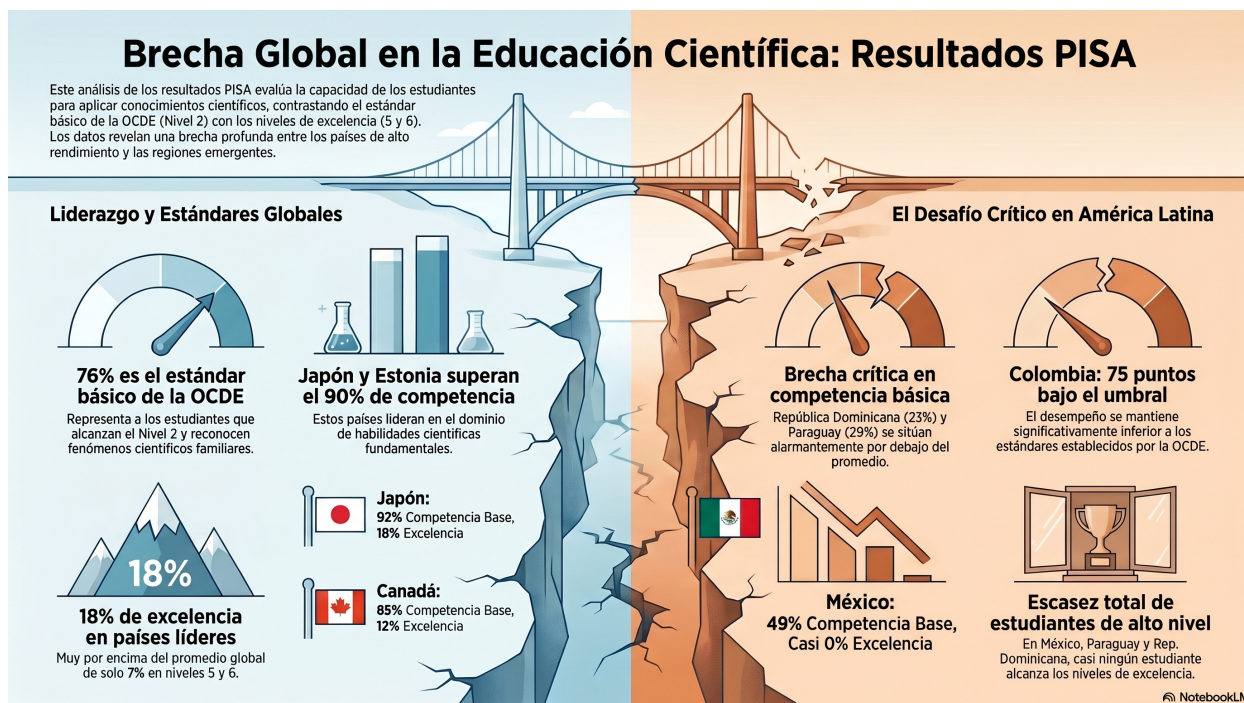 Brecha Global en la Educación Científica: Resultados PISA
Este análisis de los resultados PISA evalúa la capacidad de los estudiantes
para aplicar conocimientos científicos, contrastando el estándar
básico de la OCDE (Nivel 2) con los niveles de excelencia (5 y 6).
Los datos revelan una brecha profunda entre los países de alto
rendimiento y las regiones emergentes.
Liderazgo y Estándares Globales
76% es el estándar
básico de la OCDE
Representa a los estudiantes que
alcanzan el Nivel 2 y reconocen
fenómenos cientificos familiares.
Japón y Estonia superan
el 90% de competencia
Estos países lideran en el dominio
de habilidades cientificas
fundamentales.
18%
18% de excelencia
en países líderes
Muy por encima del promedio global
de solo 7% en niveles 5 y 6.
Japón:
92% Competencia Base,
18% Excelencia
Canadá:
85% Competencia Base,
12% Excelencia
El Desafío Crítico en América Latina
Brecha crítica en
competencia básica
República Dominicana (23%) y
Paraguay (29%) se sitúan
alarmantemente por debajo del
promedio.
Colombia: 75 puntos
bajo el umbral
El desempeño se mantiene
significativamente inferior a los
estándares establecidos por la OCDE.
México:
49% Competencia Base,
Casi 0% Excelencia
Escasez total de
estudiantes de alto nivel
En México, Paraguay y Rep.
Dominicana, casi ningún estudiante
alcanza los niveles de excelencia.
NotebookLM